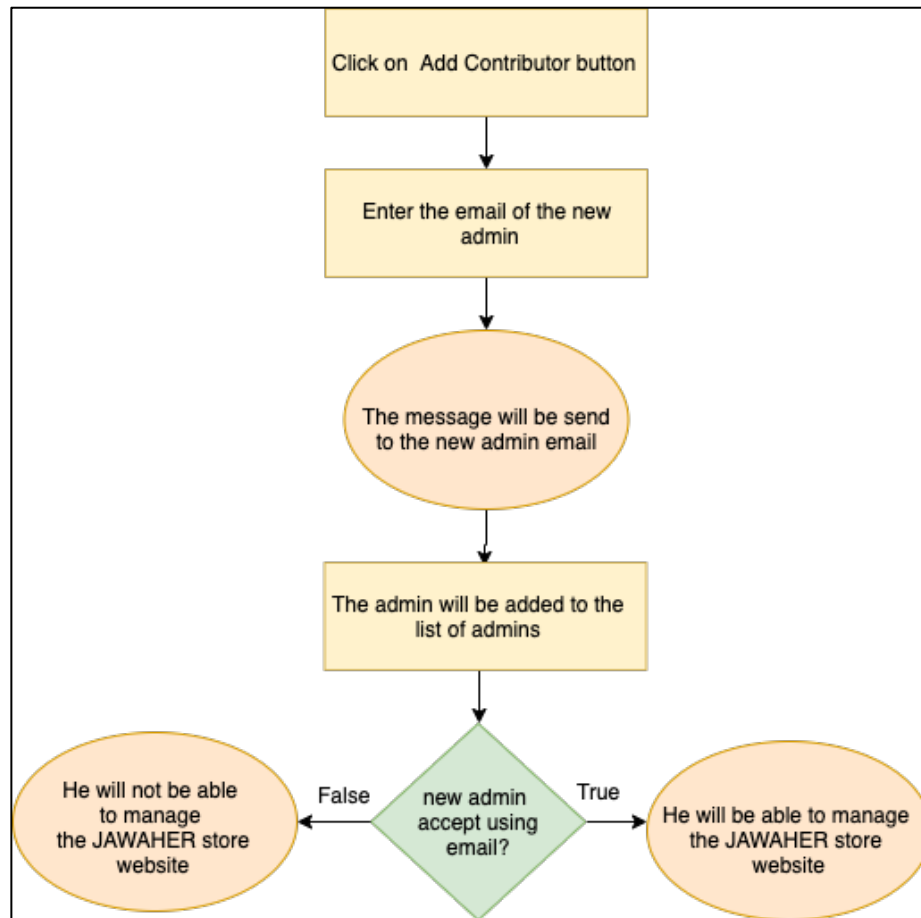 Click on Add Contributor button
Enter the email of the new
admin
The message will be send
to the new admin email
The admin will be added to the
list of admins
new admin
accept using
email?
False
True
He will not be able
to manage
the JAWAHER store
website
He will be able to manage
the JAWAHER store
website